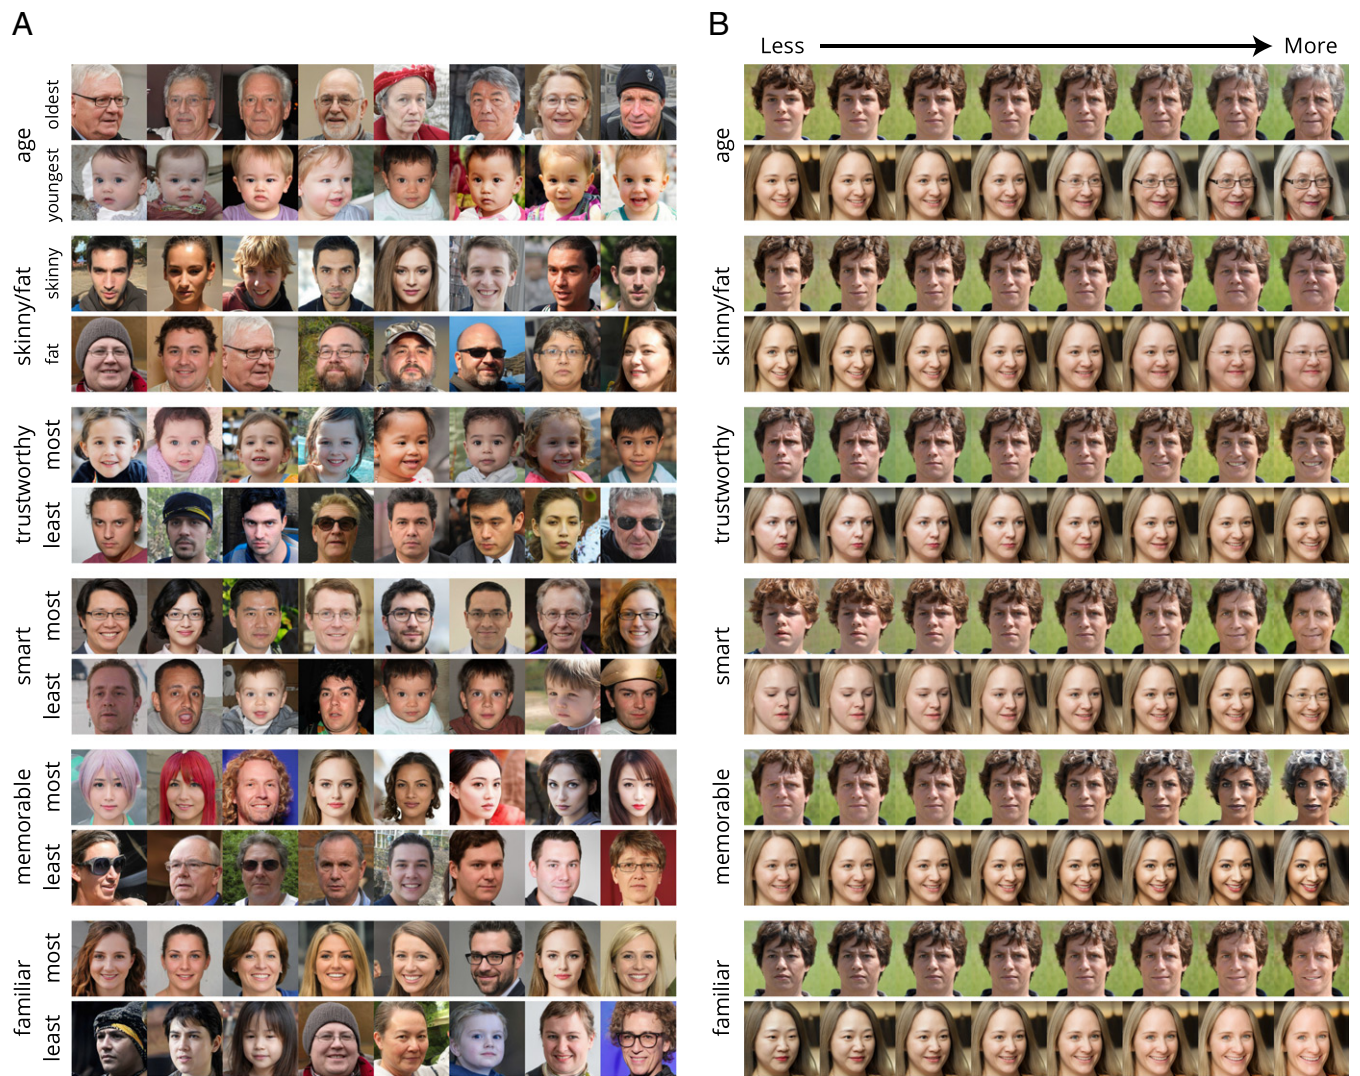 A
B
Less
More
age
oldest
youngest
skinny/fat
skinny
fat
trustworthy
most
least
smart
most
least
memorable
most
least
familiar
most
least
age
skinny/fat
trustworthy
smart
memorable
familiar